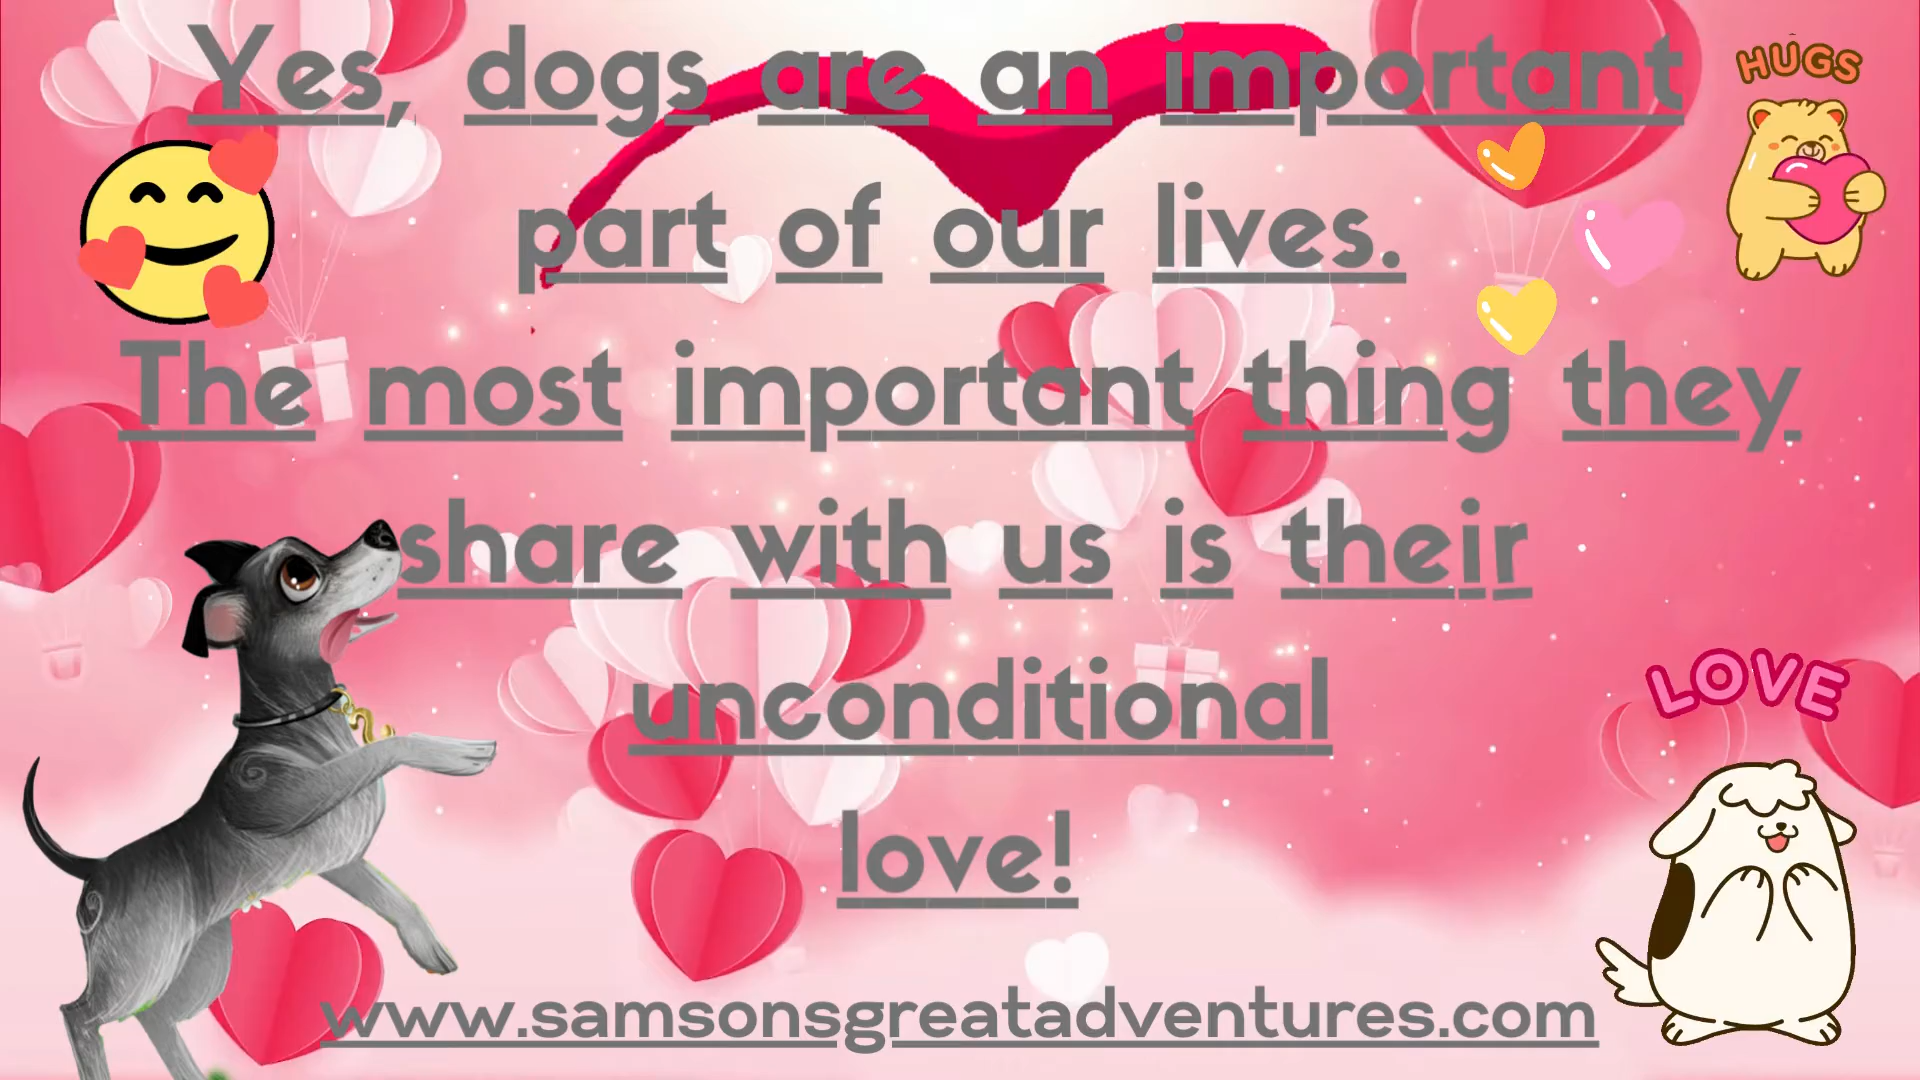 Yes, dogs are an important
part of our lives.
The most important thing they
share with us is their
unconditional
love!
www.samsonsgreatadventures.com
HUGS
LOVE